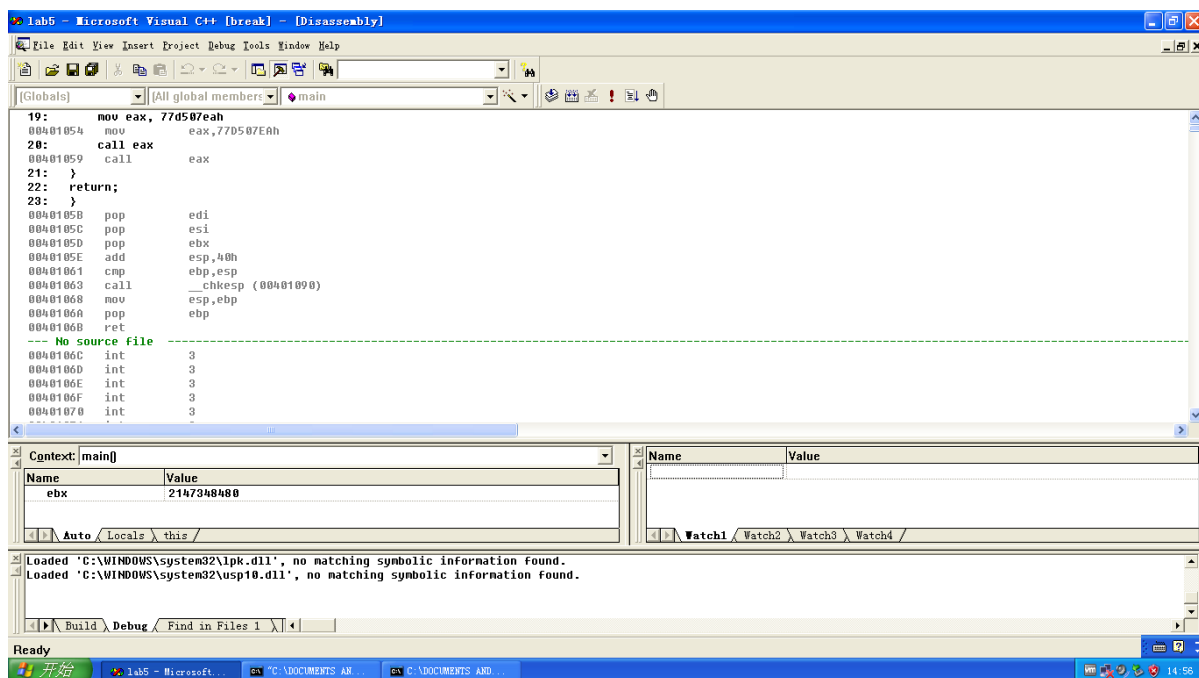 lab5 - Microsoft Visual C++ [break] - [Disassembly]
File Edit View Insert Project Debug Tools Window Help
(Globals) (All global members main
19: mov eax, 77d507eah
00401054 mov eax,77D507EAh
20: call eax
00401059 call eax
21: }
22: return;
23: }
0040105B pop edi
0040105C pop esi
0040105D pop ebx
0040105E add esp,40h
00401061 cmp ebp,esp
00401063 call __chkesp (00401090)
00401068 mov esp,ebp
0040106A pop ebp
0040106B ret
--- No source file ---
0040106C int 3
0040106D int 3
0040106E int 3
0040106F int 3
00401070 int 3
Context: main()
Name Value
ebx 2147348480
Auto Locals this
Name Value
Watch1 Watch2 Watch3 Watch4
Loaded 'C:\WINDOWS\system32\lpk.dll', no matching symbolic information found.
Loaded 'C:\WINDOWS\system32\usp10.dll', no matching symbolic information found.
Build Debug Find in Files 1
Ready
开始 lab5 - Microsoft... "C:\DOCUMENTS AN... C:\DOCUMENTS AND... 14:56